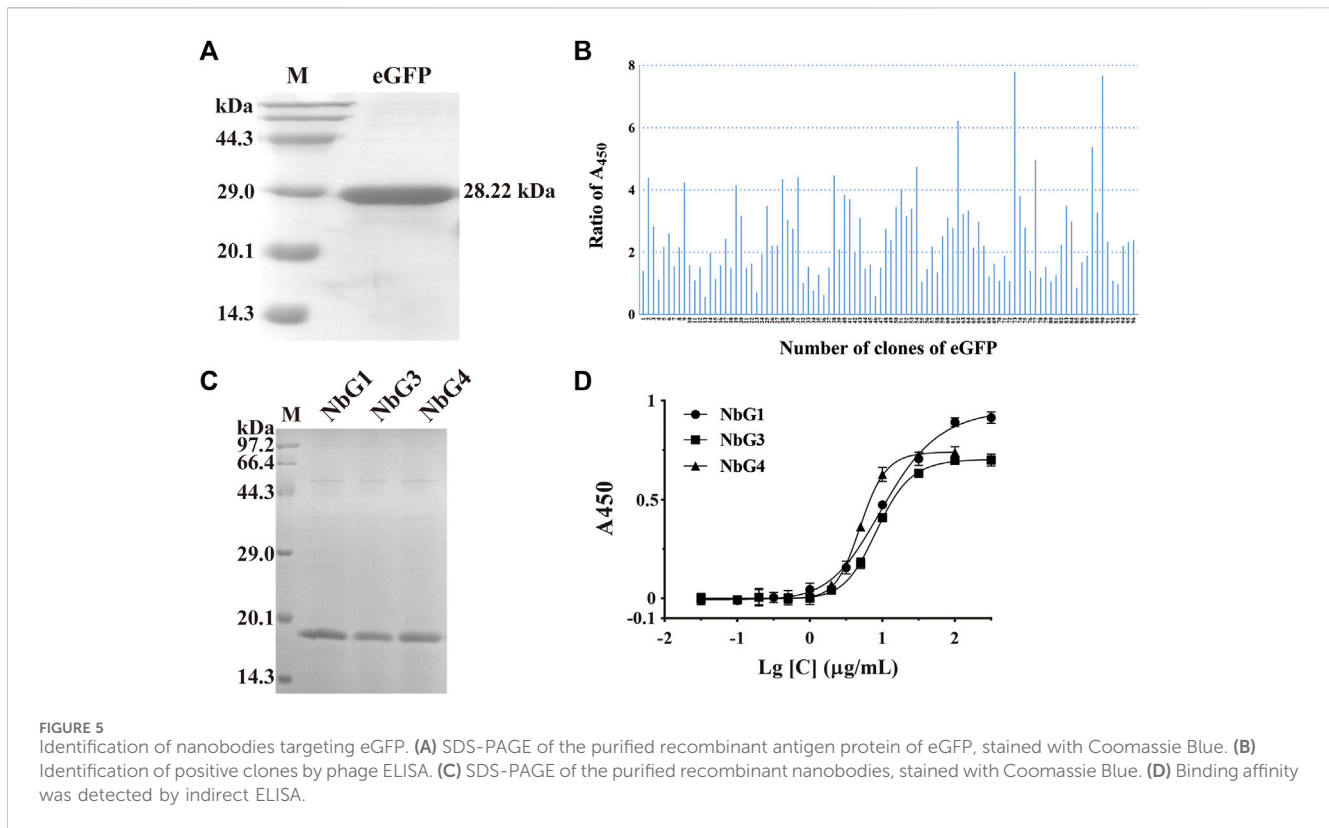 A
M eGFP
kDa
44.3
29.0
28.22 kDa
20.1
14.3
B
8
6
4
2
0
Ratio of A450
Number of clones of eGFP
C
M NbG1 NbG3 NbG4
kDa
97.2
66.4
44.3
29.0
20.1
14.3
D
NbG1
NbG3
NbG4
1
0.5
0
-0.1
A450
-2 -1 0 1 2
Lg [C] (μg/mL)
FIGURE 5
Identification of nanobodies targeting eGFP. (A) SDS-PAGE of the purified recombinant antigen protein of eGFP, stained with Coomassie Blue. (B)
Identification of positive clones by phage ELISA. (C) SDS-PAGE of the purified recombinant nanobodies, stained with Coomassie Blue. (D) Binding affinity
was detected by indirect ELISA.